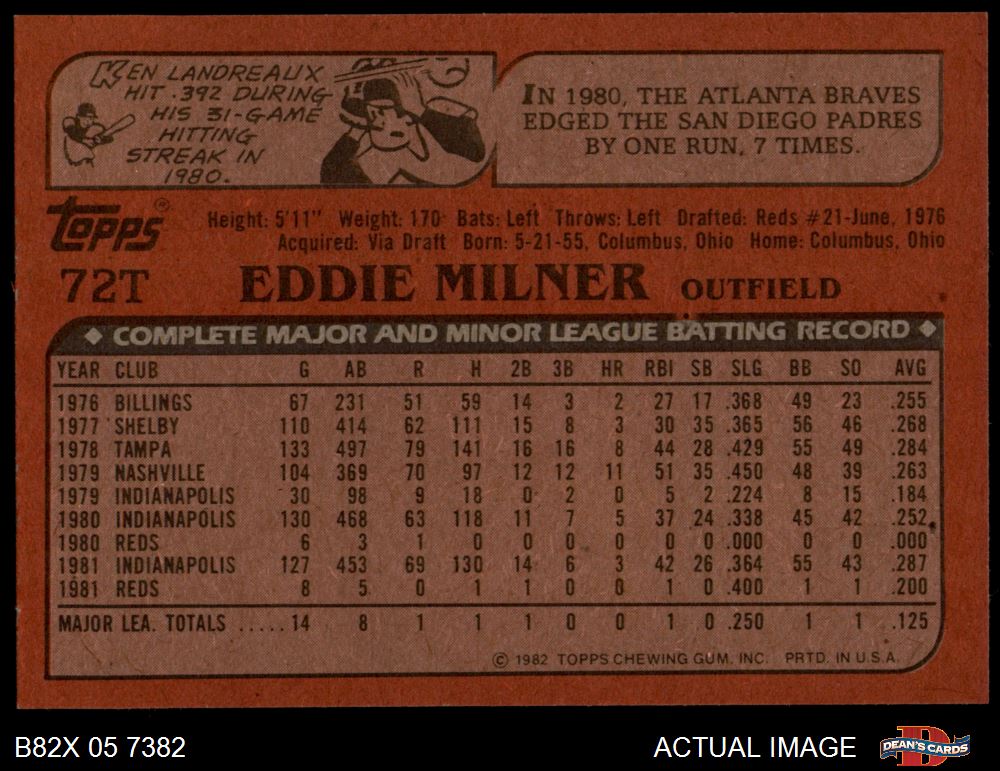 KEN LANDREAUX
HIT .392 DURING
HIS 31-GAME
HITTING
STREAK IN
1980.
IN 1980, THE ATLANTA BRAVES
EDGED THE SAN DIEGO PADRES
BY ONE RUN, 7 TIMES.
Topps®
Height: 5'11" Weight: 170 Bats: Left Throws: Left Drafted: Reds #21-June, 1976
Acquired: Via Draft Born: 5-21-55, Columbus, Ohio Home: Columbus, Ohio
72T EDDIE MILNER OUTFIELD
◆ COMPLETE MAJOR AND MINOR LEAGUE BATTING RECORD ◆
YEAR CLUB G AB R H 2B 3B HR RBI SB SLG BB SO AVG
1976 BILLINGS 67 231 51 59 14 3 2 27 17 .368 49 23 .255
1977 SHELBY 110 414 62 111 15 8 3 30 35 .365 56 46 .268
1978 TAMPA 133 497 79 141 16 16 8 44 28 .429 55 49 .284
1979 NASHVILLE 104 369 70 97 12 12 11 51 35 .450 48 39 .263
1979 INDIANAPOLIS 30 98 9 18 0 2 0 5 2 .224 8 15 .184
1980 INDIANAPOLIS 130 468 63 118 11 7 5 37 24 .338 45 42 .252
1980 REDS 6 3 1 0 0 0 0 0 0 .000 0 0 .000
1981 INDIANAPOLIS 127 453 69 130 14 6 3 42 26 .364 55 43 .287
1981 REDS 8 5 0 1 1 0 0 1 0 .400 1 1 .200
MAJOR LEA. TOTALS .....14 8 1 1 1 0 0 1 0 .250 1 1 .125
© 1982 TOPPS CHEWING GUM, INC. PRTD. IN U.S.A.
B82X 05 7382
ACTUAL IMAGE
DEAN'S CARDS